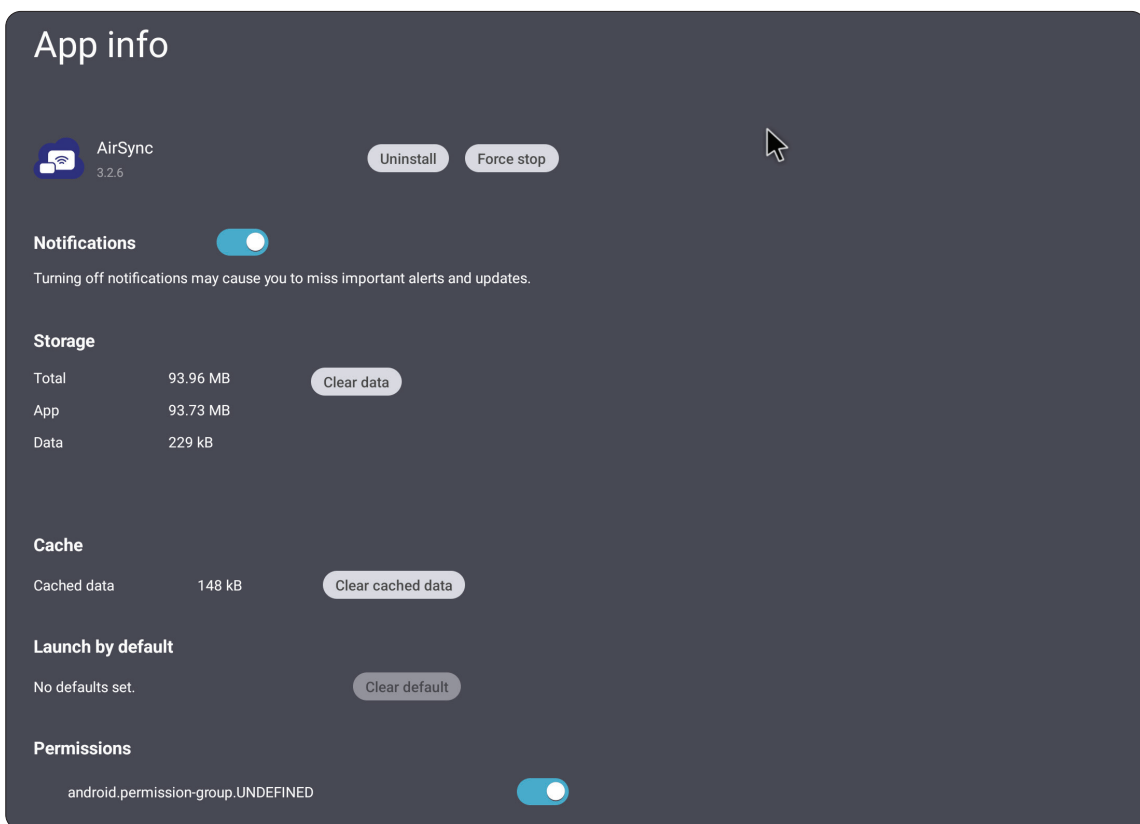 App info
AirSync
3.2.6
Uninstall
Force stop
Notifications
Turning off notifications may cause you to miss important alerts and updates.
Storage
Total 93.96 MB Clear data
App 93.73 MB
Data 229 kB
Cache
Cached data 148 kB Clear cached data
Launch by default
No defaults set. Clear default
Permissions
android.permission-group.UNDEFINED